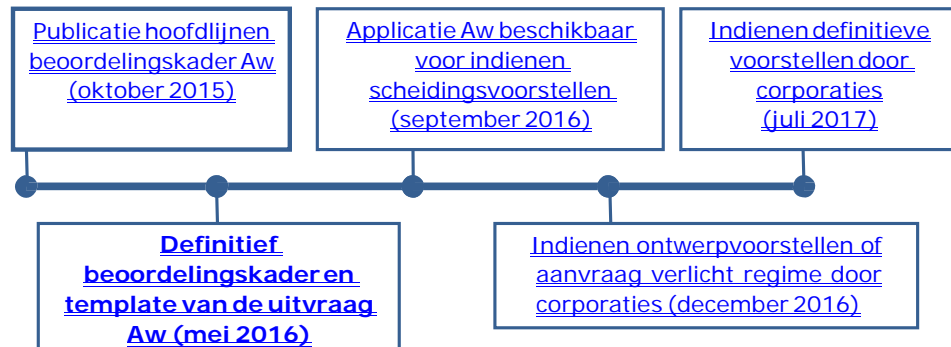 Publicatie hoofdlijnen
beoordelingskader Aw
(oktober 2015)
Applicatie Aw beschikbaar
voor indienen
scheidingsvoorstellen
(september 2016)
Indienen definitieve
voorstellen door
corporaties
(juli 2017)
Definitief
beoordelingskader en
template van de uitvraag
Aw (mei 2016)
Indienen ontwerpvoorstellen of
aanvraag verlicht regime door
corporaties (december 2016)